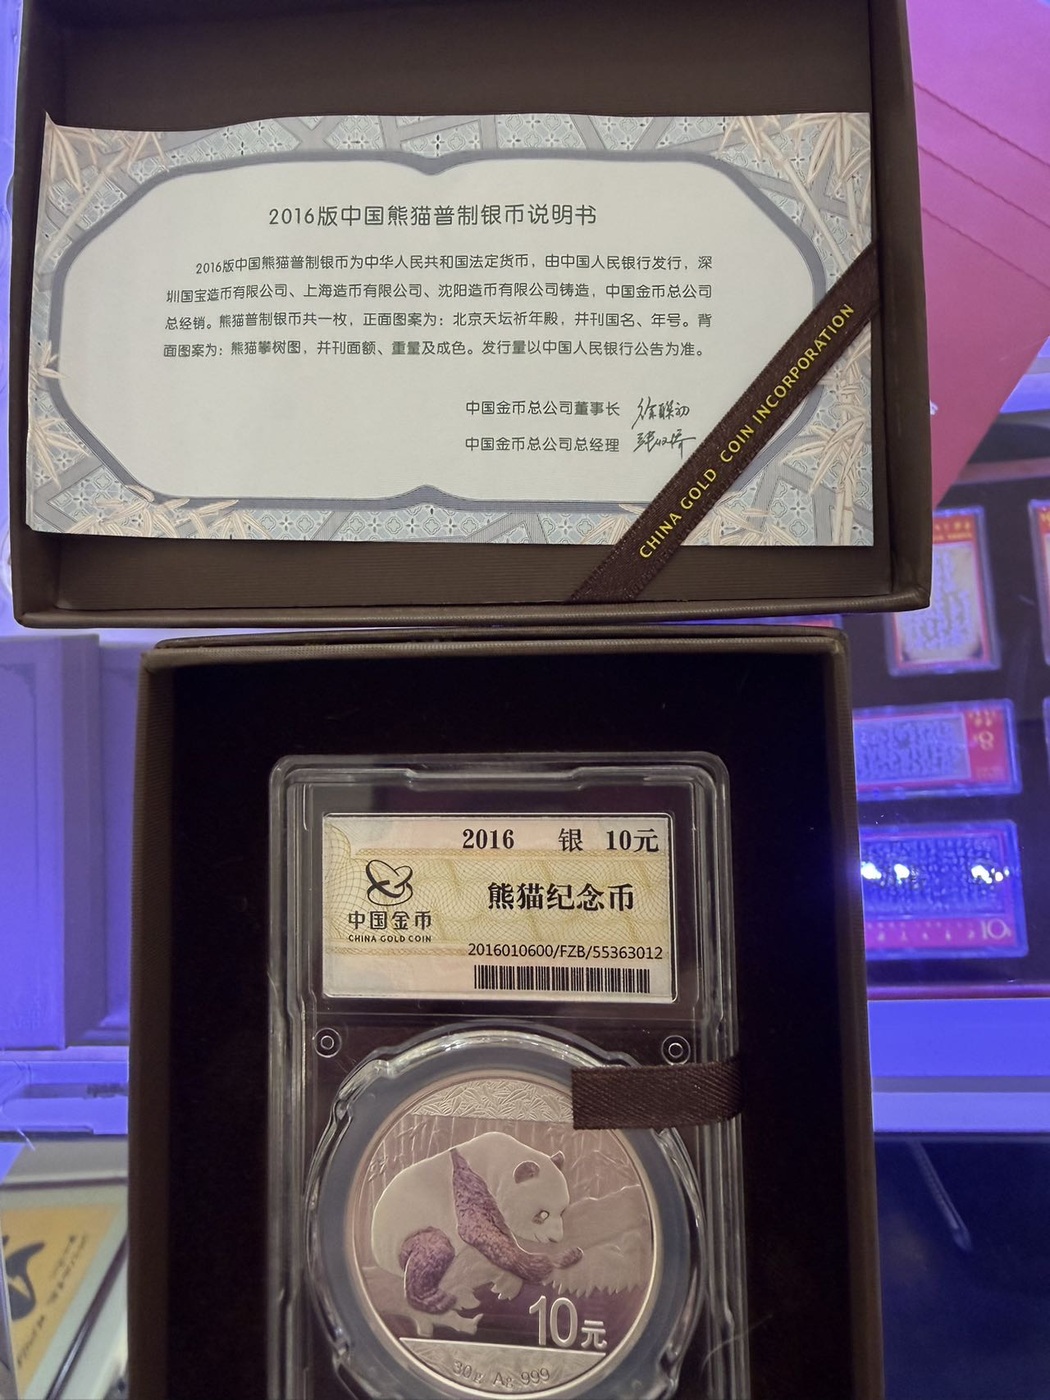 2016版中国熊猫普制银币说明书
2016版中国熊猫普制银币为中华人民共和国法定货币，由中国人民银行发行，深
圳国宝造币有限公司、上海造币有限公司、沈阳造币有限公司铸造，中国金币总公司
总经销。熊猫普制银币共一枚，正面图案为：北京天坛祈年殿，并刊国名、年号。背
面图案为：熊猫攀树图，并刊面额、重量及成色。发行量以中国人民银行公告为准。
中国金币总公司董事长
中国金币总公司总经理
CHINA GOLD COIN INCORPORATION
2016 银 10元
熊猫纪念币
中国金币
CHINA GOLD COIN
2016010600/FZB/55363012
10元
30g Ag 999